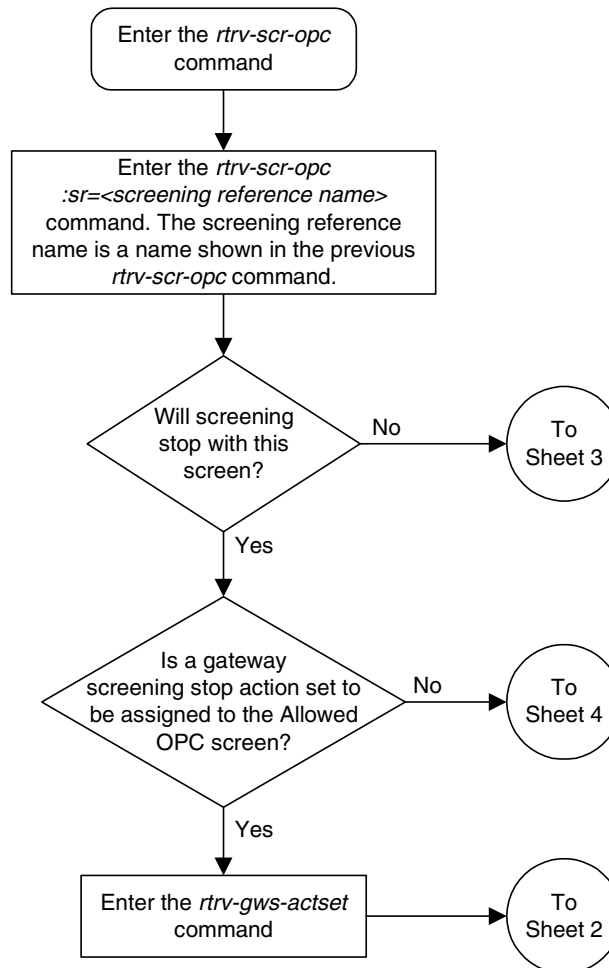 Enter the rtrv-scr-opc
command
Enter the rtrv-scr-opc
:sr=<screening reference name>
command. The screening reference
name is a name shown in the previous
rtrv-scr-opc command.
Will screening
stop with this
screen?
No
To
Sheet 3
Yes
Is a gateway
screening stop action set to
be assigned to the Allowed
OPC screen?
No
To
Sheet 4
Yes
Enter the rtrv-gws-actset
command
To
Sheet 2